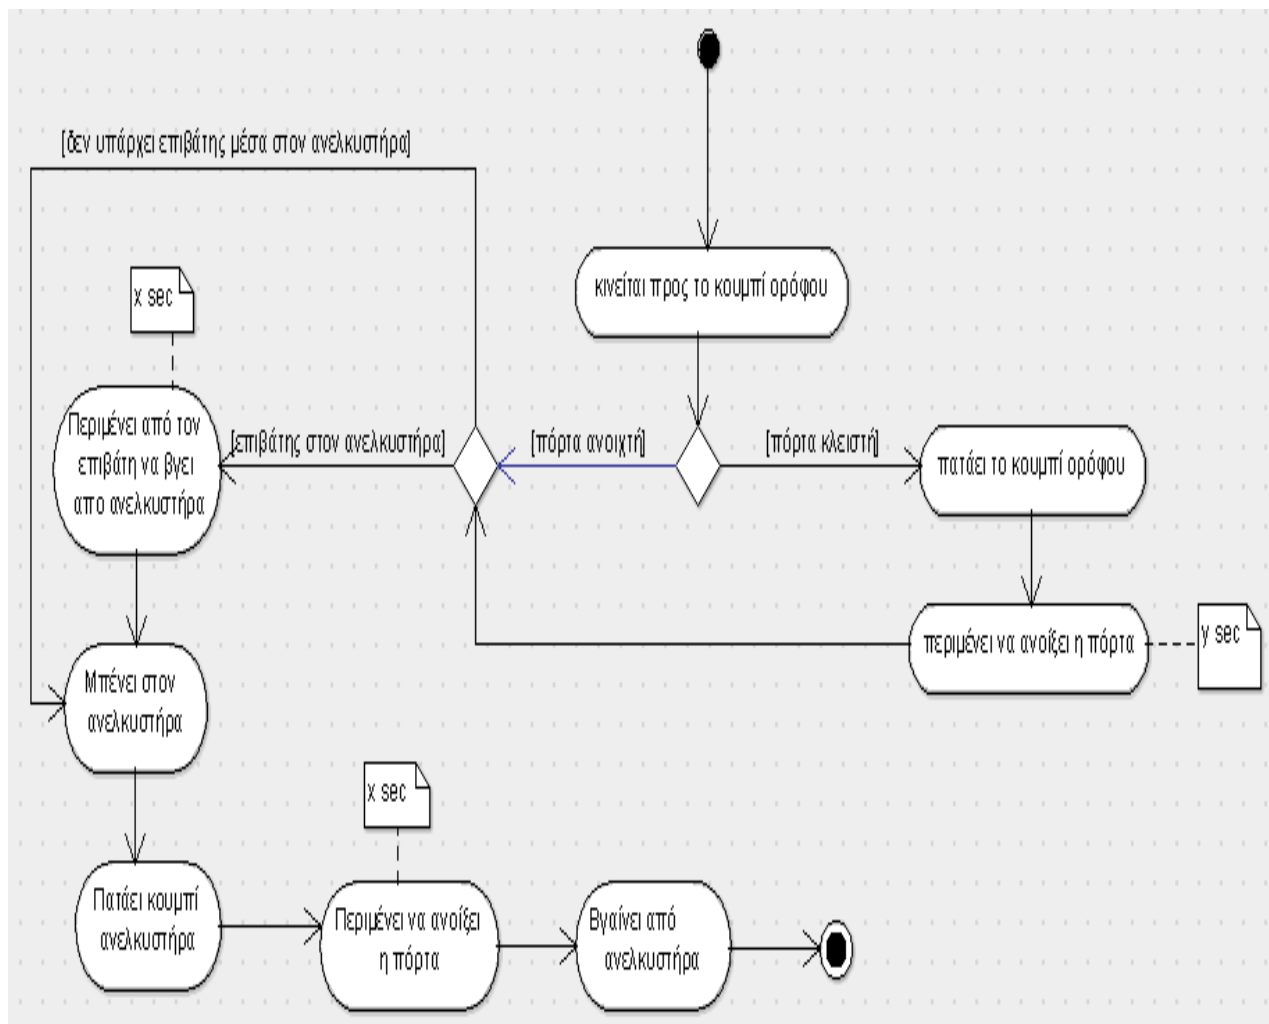 [δεν υπάρχει επιβάτης μέσα στον ανελκυστήρα]
κινείται προς το κουμπί ορόφου
x sec
Περιμένει από τον
επιβάτη να βγει
απο ανελκυστήρα
[επιβάτης στον ανελκυστήρα]
[πόρτα ανοιχτή]
[πόρτα κλειστή]
πατάει το κουμπί ορόφου
περιμένει να ανοίξει η πόρτα
y sec
Μπένει στον
ανελκυστήρα
x sec
Πατάει κουμπί
ανελκυστήρα
Περιμένει να ανοίξει
η πόρτα
Βγαίνει από
ανελκυστήρα